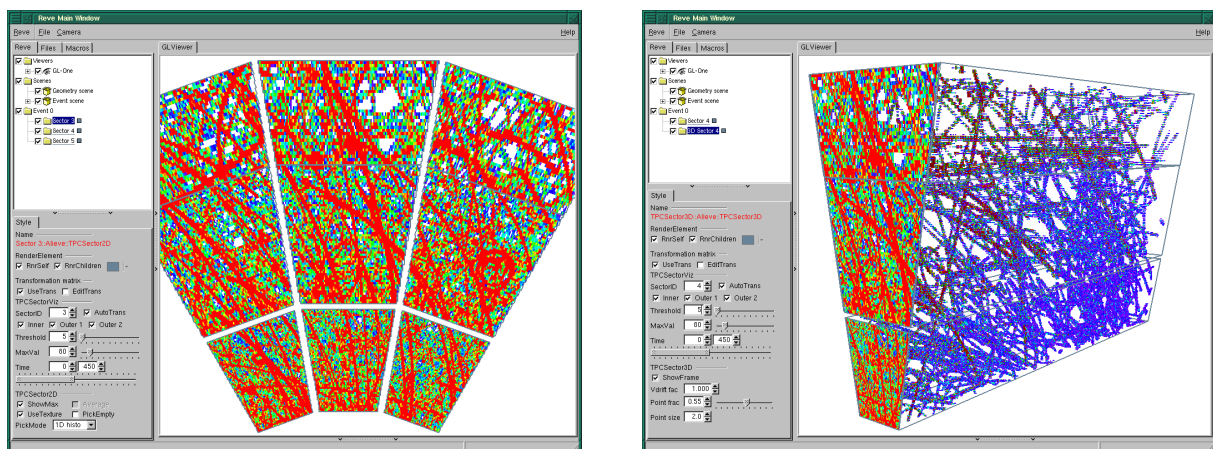 Reve Main Window
Reve File Camera Help
Reve Files Macros GLViewer
Viewers
GL-One
Scenes
Geometry scene
Event scene
Event 0
Sector 3
Sector 4
Sector 5
Style
Name
Sector 3::Alieve::TPCSector2D
RenderElement
RnrSelf RnrChildren
Transformation matrix
UseTrans EditTrans
TPCSectorViz
SectorID 3 AutoTrans
Inner Outer 1 Outer 2
Threshold 5
MaxVal 80
Time 0 450
TPCSector2D
ShowMax Average
UseTexture PickEmpty
PickMode 1D histo
Reve Main Window
Reve File Camera Help
Reve Files Macros GLViewer
Viewers
GL-One
Scenes
Geometry scene
Event scene
Event 0
Sector 4
3D Sector 4
Style
Name
TPCSector3D::Alieve::TPCSector3D
RenderElement
RnrSelf RnrChildren
Transformation matrix
UseTrans EditTrans
TPCSectorViz
SectorID 4 AutoTrans
Inner Outer 1 Outer 2
Threshold 5
MaxVal 80
Time 0 450
TPCSector3D
ShowFrame
Vdrift fac 1.000
Point frac 0.55
Point size 2.0